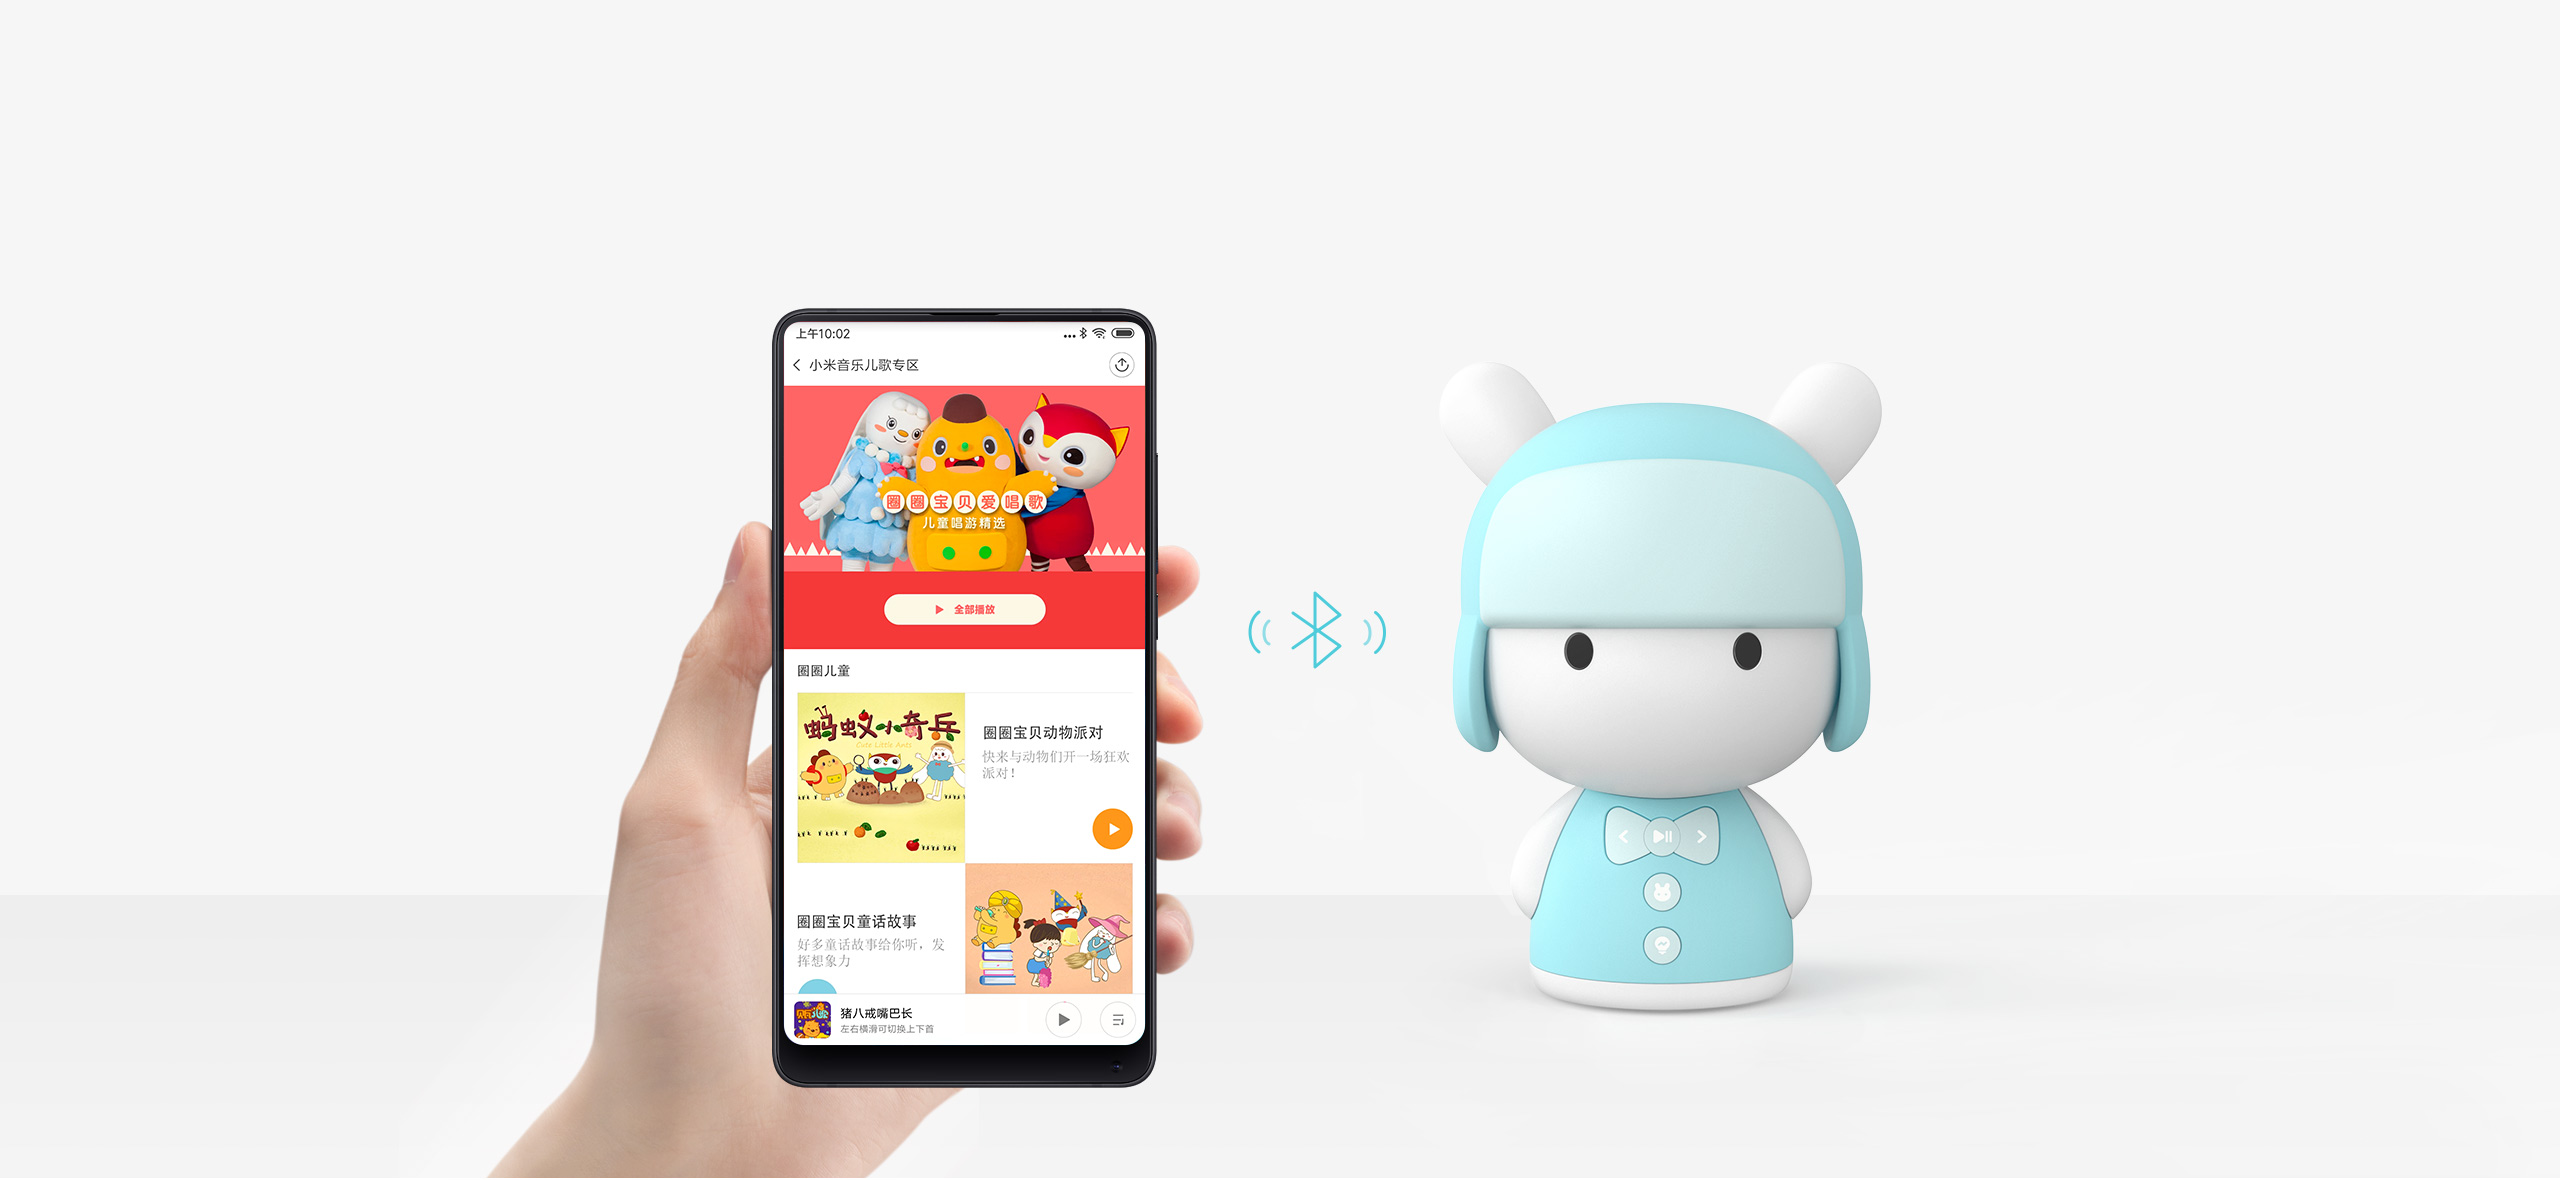 上午10:02
小米音乐儿歌专区
圈圈宝贝爱唱歌
儿童唱游精选
全部播放
圈圈儿童
蚂蚁小奇兵
Cute Little Ants
圈圈宝贝动物派对
快来与动物们开一场狂欢
派对！
圈圈宝贝童话故事
好多童话故事给你听，发
挥想象力
贝瓦儿歌
猪八戒嘴巴长
左右横滑可切换上下首